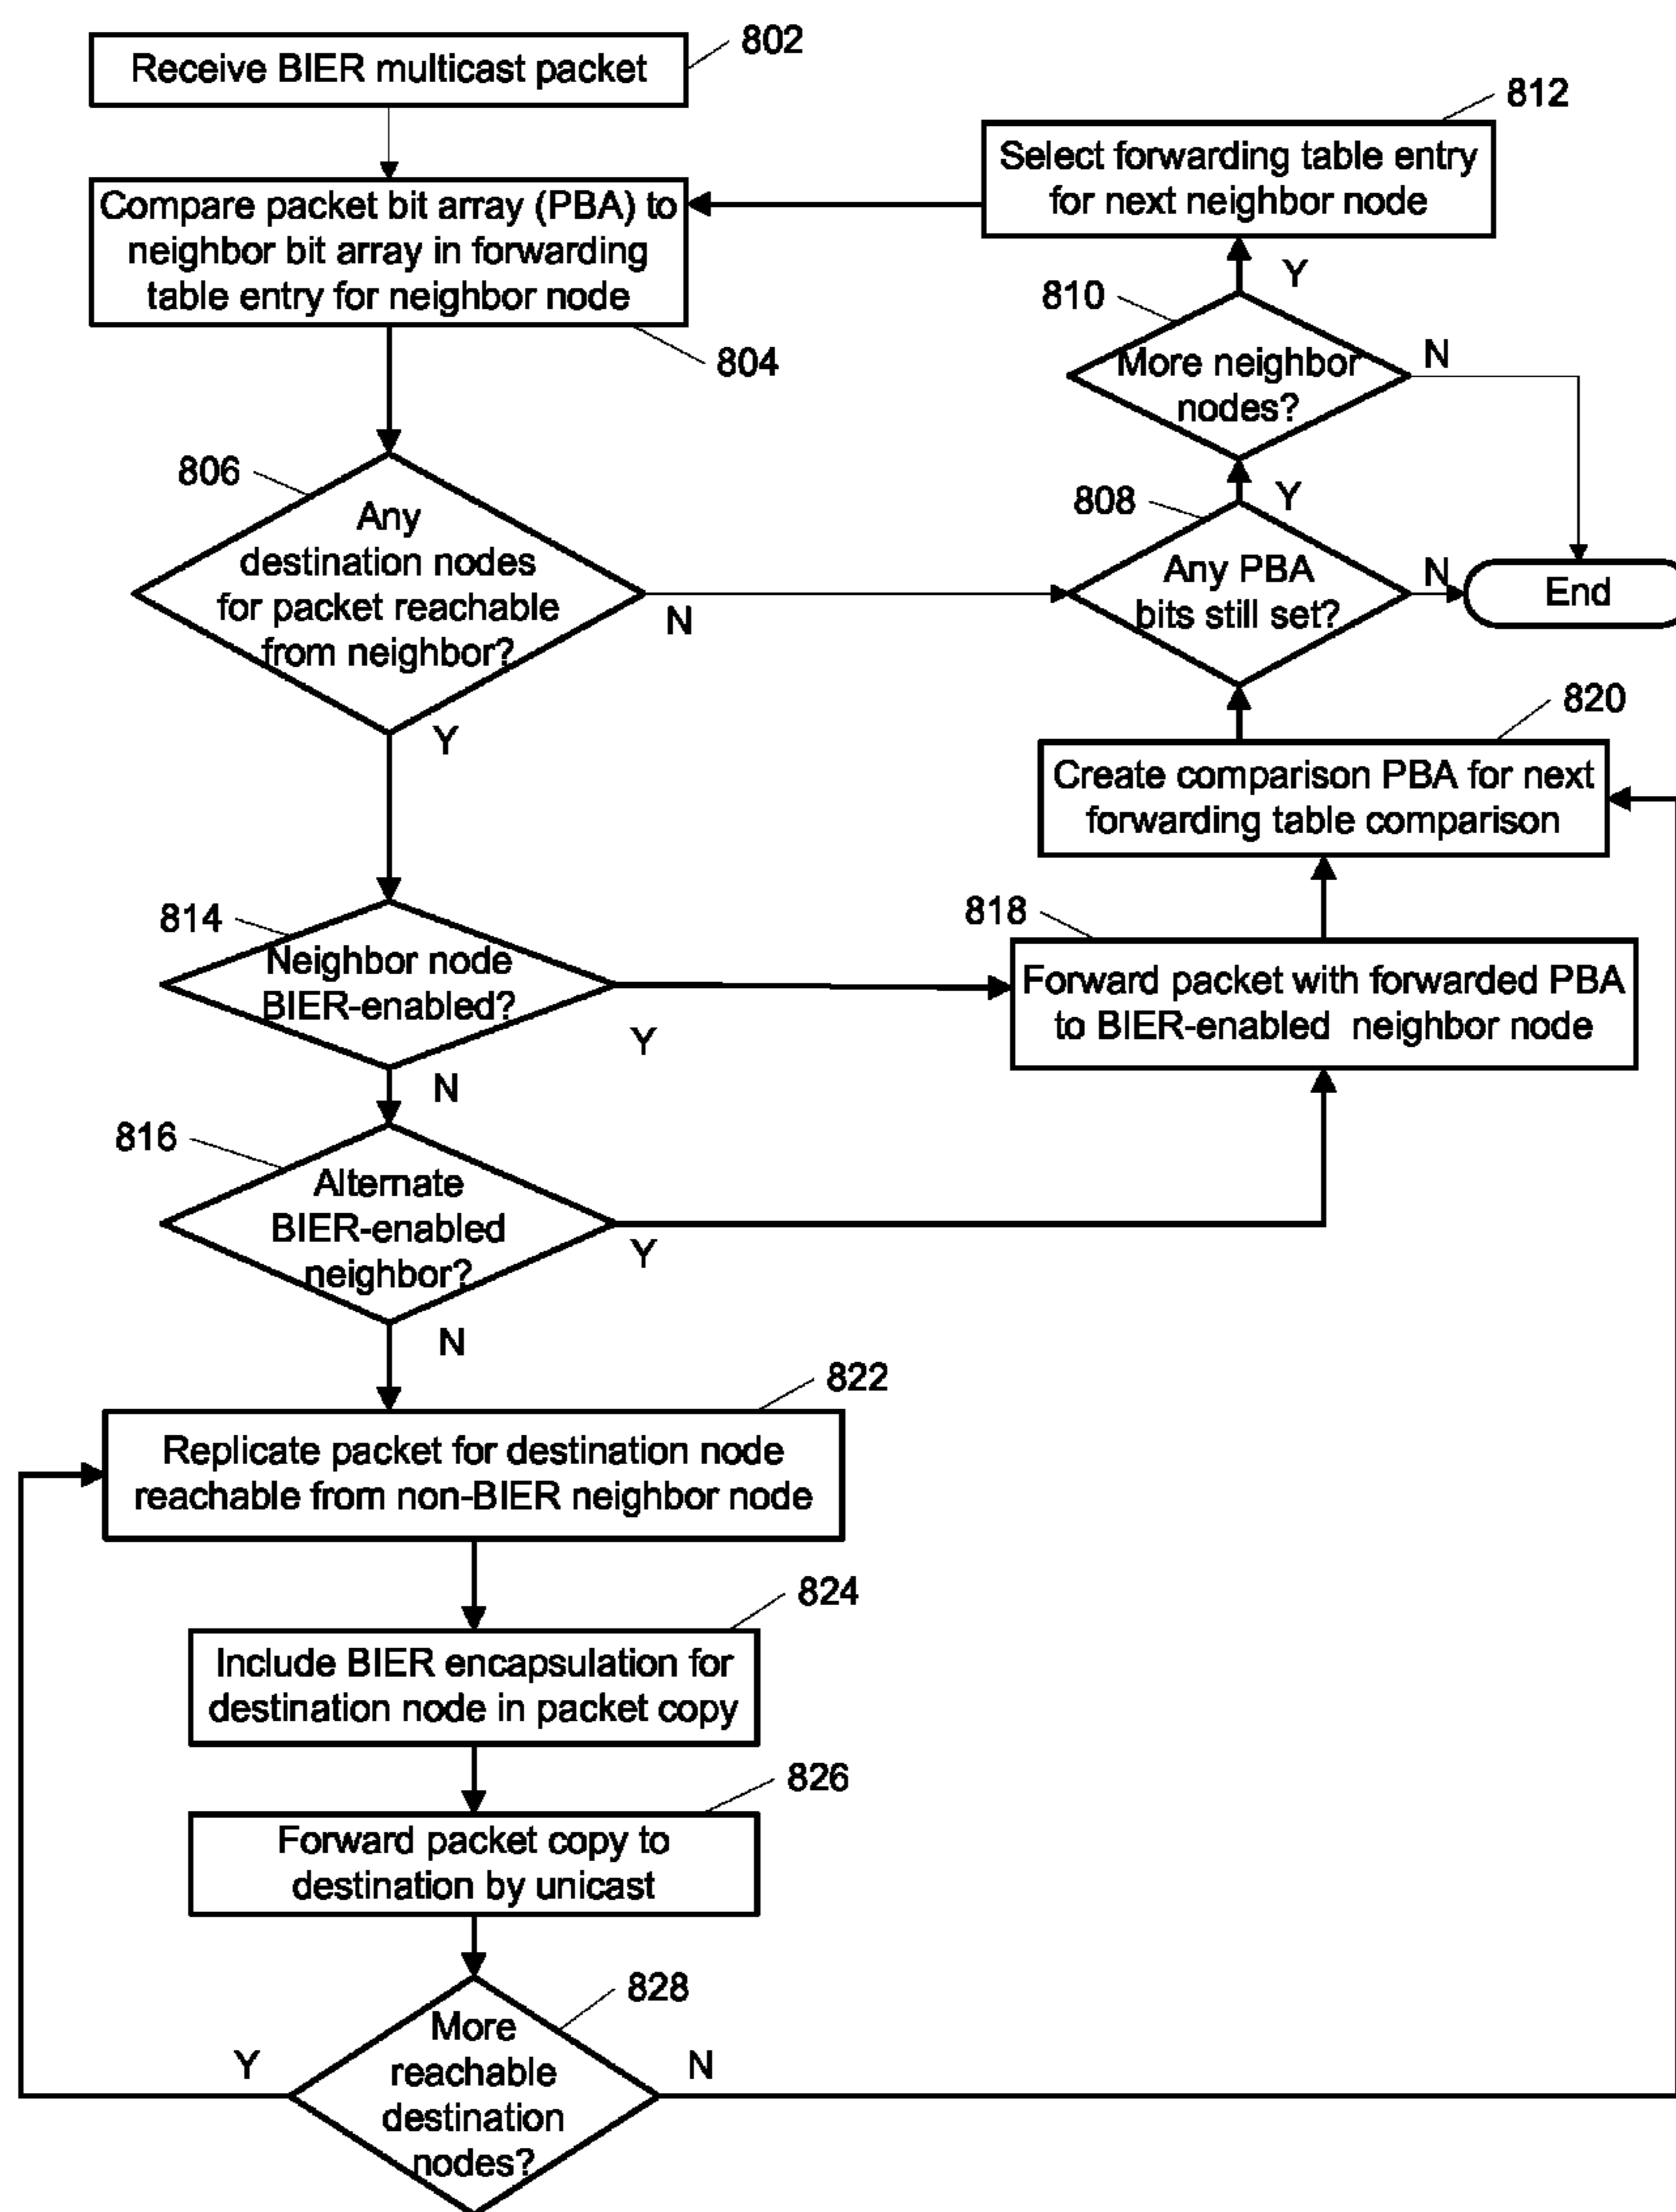 Receive BIER multicast packet
802
Compare packet bit array (PBA) to
neighbor bit array in forwarding
table entry for neighbor node
804
812
Select forwarding table entry
for next neighbor node
Y
810
More neighbor
nodes?
N
806
Any
destination nodes
for packet reachable
from neighbor?
N
Y
808
Y
Any PBA
bits still set?
N
End
820
Create comparison PBA for next
forwarding table comparison
814
Neighbor node
BIER-enabled?
Y
N
818
Forward packet with forwarded PBA
to BIER-enabled neighbor node
816
Alternate
BIER-enabled
neighbor?
Y
N
822
Replicate packet for destination node
reachable from non-BIER neighbor node
824
Include BIER encapsulation for
destination node in packet copy
826
Forward packet copy to
destination by unicast
828
More
reachable
destination
nodes?
Y
N